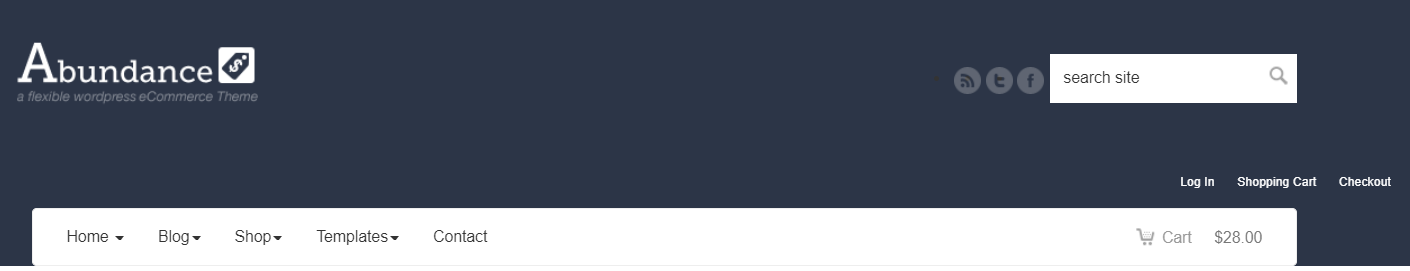 Abundance
a flexible wordpress eCommerce Theme
search site
Log In Shopping Cart Checkout
Home Blog Shop Templates Contact Cart $28.00